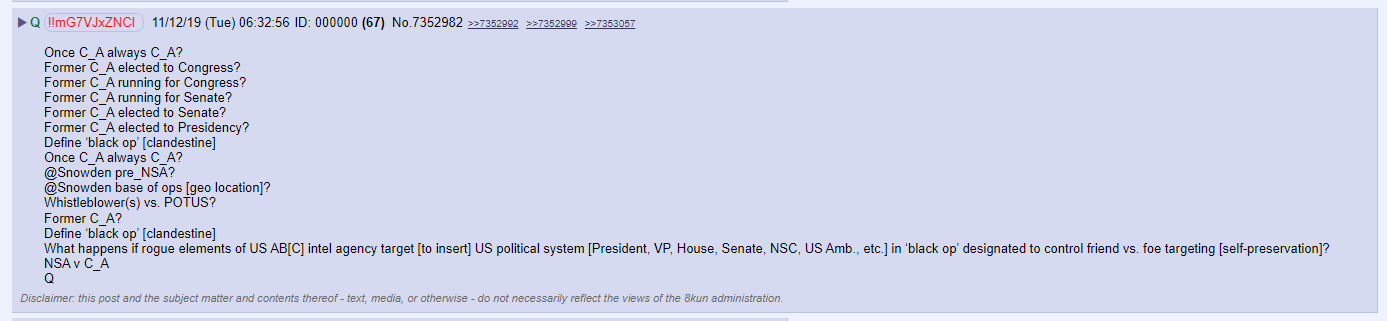 ▶ Q !!mG7VJxZNCI 11/12/19 (Tue) 06:32:56 ID: 000000 (67) No.7352982 >>7352992 >>7352999 >>7353057
Once C_A always C_A?
Former C_A elected to Congress?
Former C_A running for Congress?
Former C_A running for Senate?
Former C_A elected to Senate?
Former C_A elected to Presidency?
Define ‘black op’ [clandestine]
Once C_A always C_A?
@Snowden pre_NSA?
@Snowden base of ops [geo location]?
Whistleblower(s) vs. POTUS?
Former C_A?
Define ‘black op’ [clandestine]
What happens if rogue elements of US AB[C] intel agency target [to insert] US political system [President, VP, House, Senate, NSC, US Amb., etc.] in ‘black op’ designated to control friend vs. foe targeting [self-preservation]?
NSA v C_A
Q
Disclaimer: this post and the subject matter and contents thereof - text, media, or otherwise - do not necessarily reflect the views of the 8kun administration.